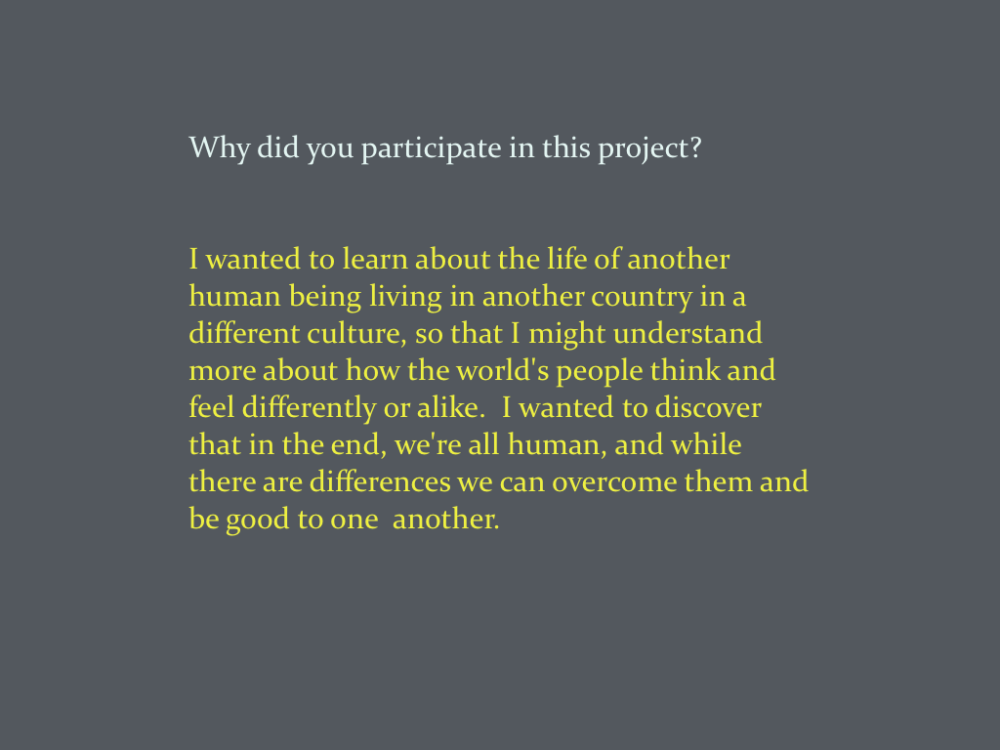 Why did you participate in this project?
I wanted to learn about the life of another
human being living in another country in a
different culture, so that I might understand
more about how the world's people think and
feel differently or alike.  I wanted to discover
that in the end, we're all human, and while
there are differences we can overcome them and
be good to one  another.